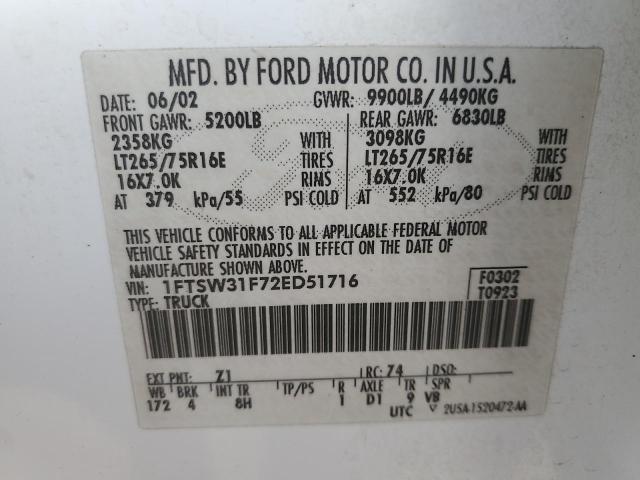 MFD. BY FORD MOTOR CO. IN U.S.A.
DATE: 06/02 GVWR: 9900LB/ 4490KG
FRONT GAWR: 5200LB REAR GAWR: 6830LB
2358KG WITH 3098KG WITH
LT265/75R16E TIRES LT265/75R16E TIRES
16X7.0K RIMS 16X7.0K RIMS
AT 379 kPa/55 PSI COLD AT 552 kPa/80 PSI COLD
THIS VEHICLE CONFORMS TO ALL APPLICABLE FEDERAL MOTOR
VEHICLE SAFETY STANDARDS IN EFFECT ON THE DATE OF
MANUFACTURE SHOWN ABOVE.
VIN: 1FTSW31F72ED51716 F0302
TYPE: TRUCK T0923
EXT PNT: Z1 RC: 74 DSO:
WB BRK INT TR TP/PS R AXLE TR SPR
172 4 8H 1 D1 9 VB
UTC ▽ 2USA-1520472-AA